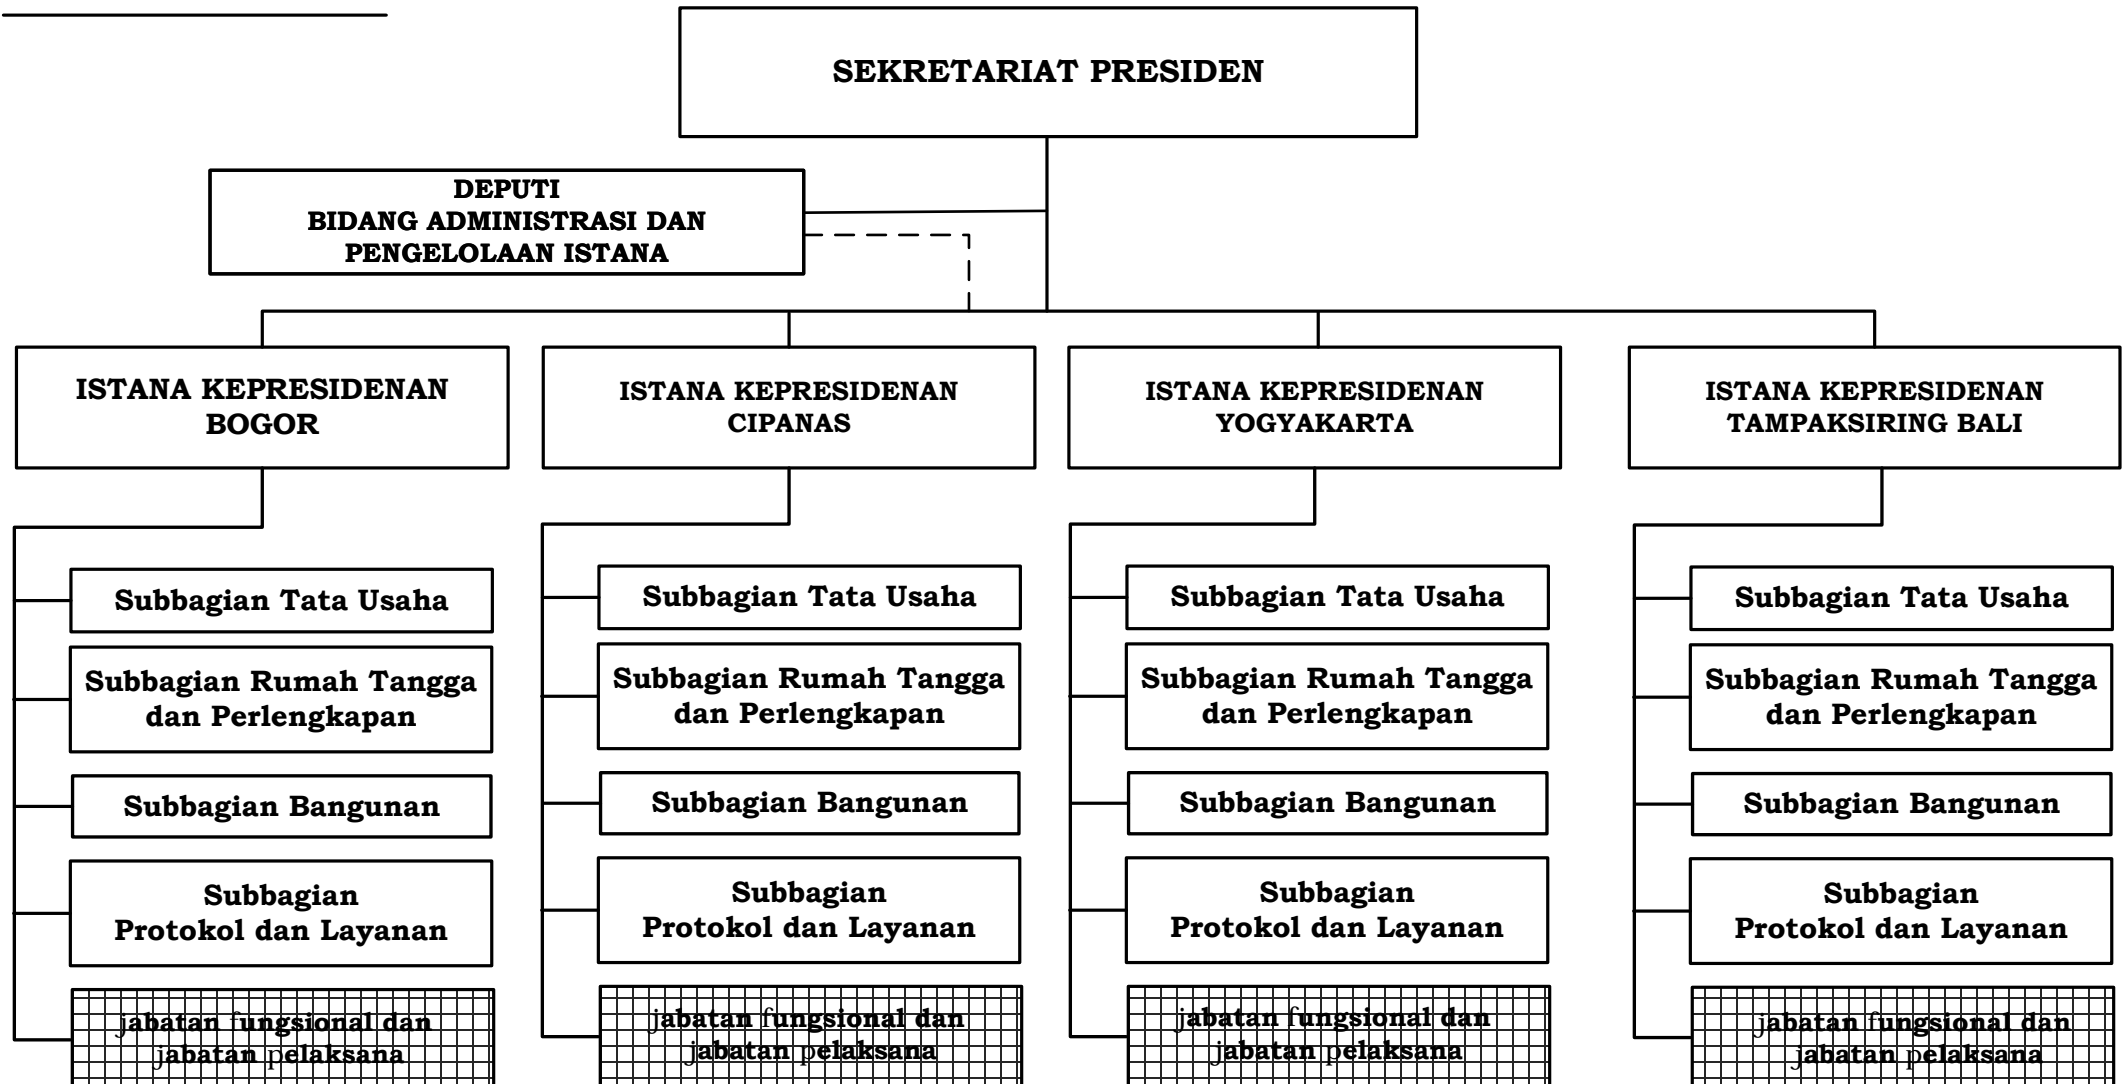 SEKRETARIAT PRESIDEN
DEPUTI
BIDANG ADMINISTRASI DAN
PENGELOLAAN ISTANA
ISTANA KEPRESIDENAN
BOGOR
ISTANA KEPRESIDENAN
CIPANAS
ISTANA KEPRESIDENAN
YOGYAKARTA
ISTANA KEPRESIDENAN
TAMPAKSIRING BALI
Subbagian Tata Usaha
Subbagian Rumah Tangga
dan Perlengkapan
Subbagian Bangunan
Subbagian
Protokol dan Layanan
jabatan fungsional dan
jabatan pelaksana
Subbagian Tata Usaha
Subbagian Rumah Tangga
dan Perlengkapan
Subbagian Bangunan
Subbagian
Protokol dan Layanan
jabatan fungsional dan
jabatan pelaksana
Subbagian Tata Usaha
Subbagian Rumah Tangga
dan Perlengkapan
Subbagian Bangunan
Subbagian
Protokol dan Layanan
jabatan fungsional dan
jabatan pelaksana
Subbagian Tata Usaha
Subbagian Rumah Tangga
dan Perlengkapan
Subbagian Bangunan
Subbagian
Protokol dan Layanan
jabatan fungsional dan
jabatan pelaksana